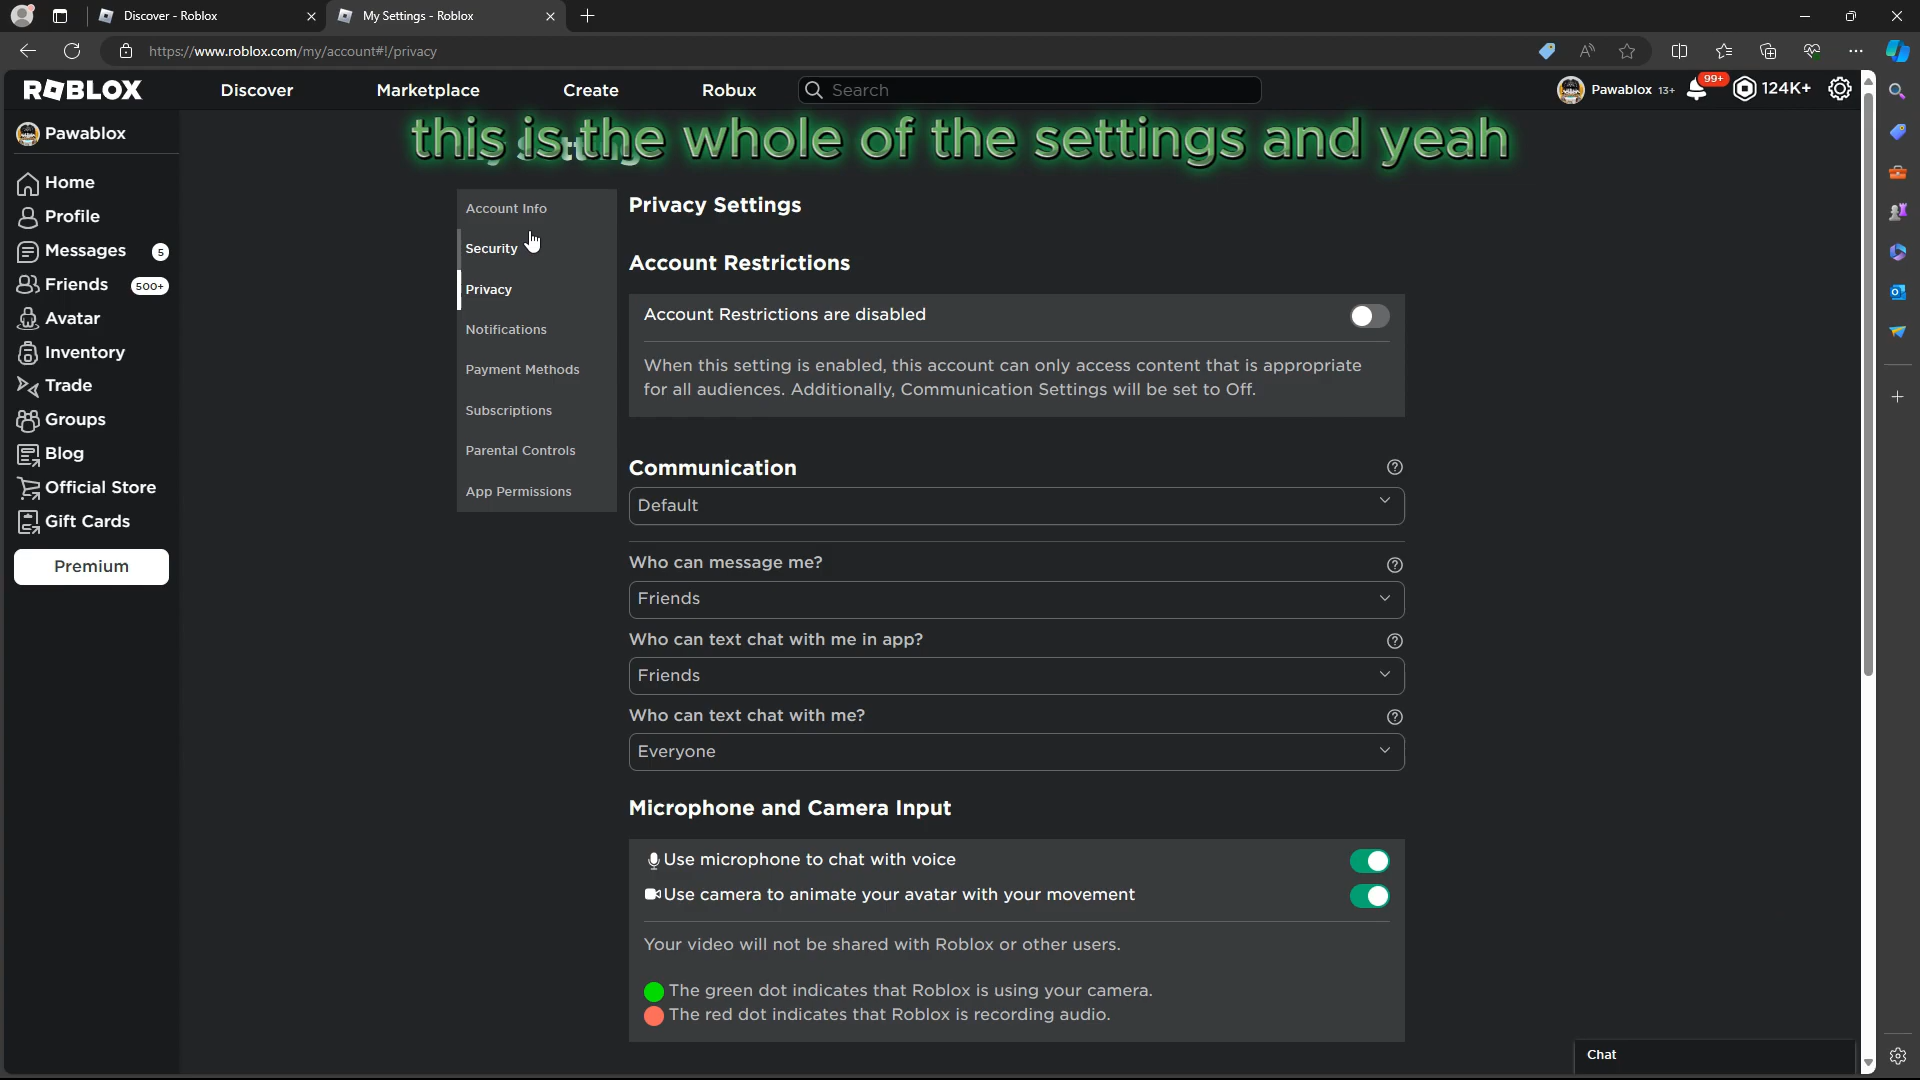 Discover - Roblox
My Settings - Roblox
https://www.roblox.com/my/account#!/privacy
ROBLOX
Discover
Marketplace
Create
Robux
Search
Pawablox 13+
99+
124K+
this is the whole of the settings and yeah
Pawablox
Home
Profile
Messages 5
Friends 500+
Avatar
Inventory
Trade
Groups
Blog
Official Store
Gift Cards
Premium
Account Info
Security
Privacy
Notifications
Payment Methods
Subscriptions
Parental Controls
App Permissions
Privacy Settings
Account Restrictions
Account Restrictions are disabled
When this setting is enabled, this account can only access content that is appropriate
for all audiences. Additionally, Communication Settings will be set to Off.
Communication
Default
Who can message me?
Friends
Who can text chat with me in app?
Friends
Who can text chat with me?
Everyone
Microphone and Camera Input
Use microphone to chat with voice
Use camera to animate your avatar with your movement
Your video will not be shared with Roblox or other users.
The green dot indicates that Roblox is using your camera.
The red dot indicates that Roblox is recording audio.
Chat